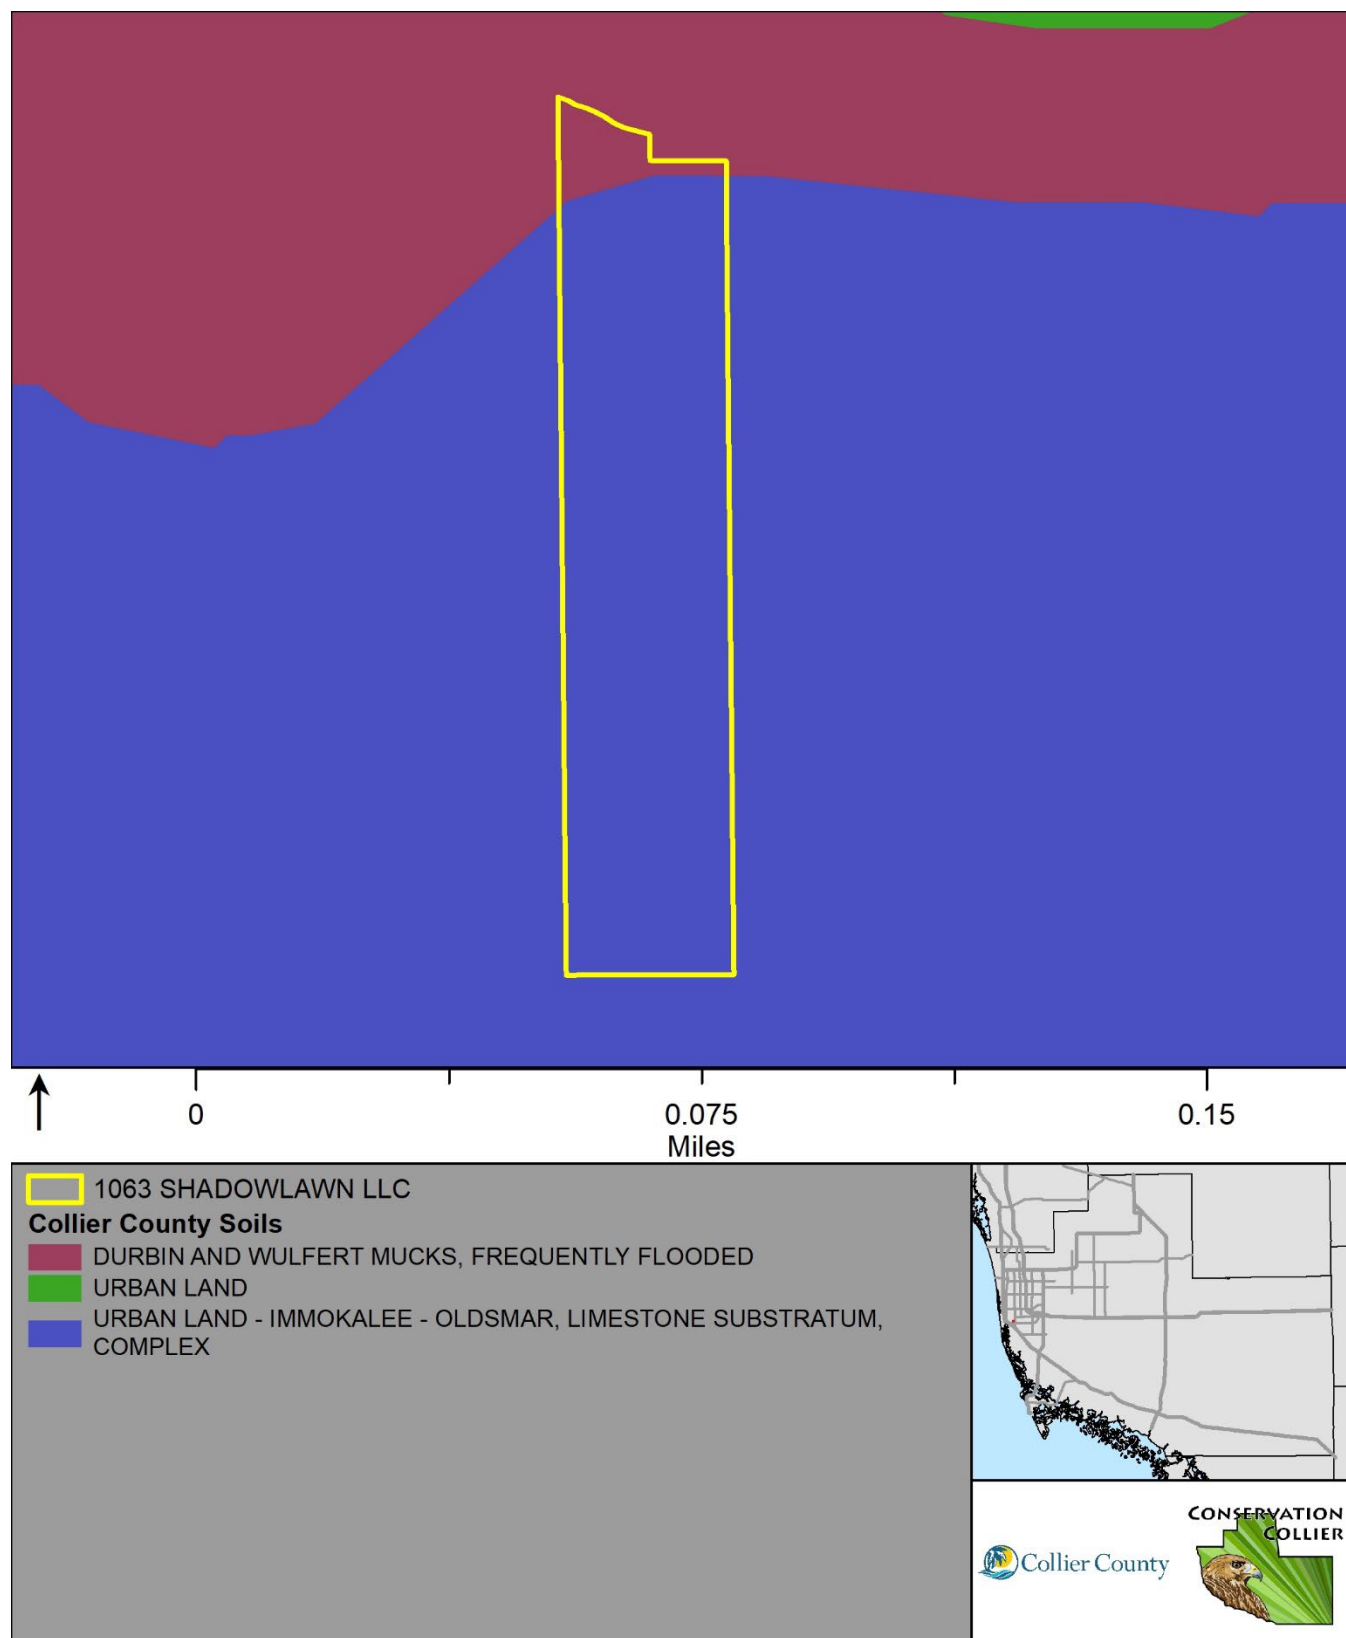 0
0.075
0.15
Miles
1063 SHADOWLAWN LLC
Collier County Soils
DURBIN AND WULFERT MUCKS, FREQUENTLY FLOODED
URBAN LAND
URBAN LAND - IMMOKALEE - OLDSMAR, LIMESTONE SUBSTRATUM,
COMPLEX
CONSERVATION
COLLIER
Collier County